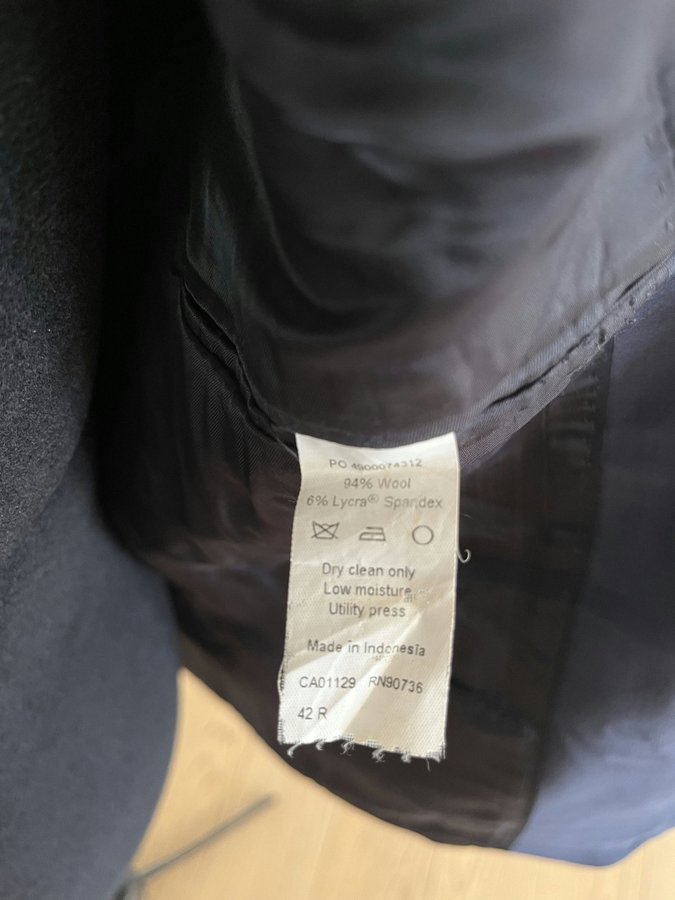 PO 4900074312
94% Wool
6% Lycra® Spandex
Dry clean only
Low moisture
Utility press
Made in Indonesia
CA01129 RN90736
42 R